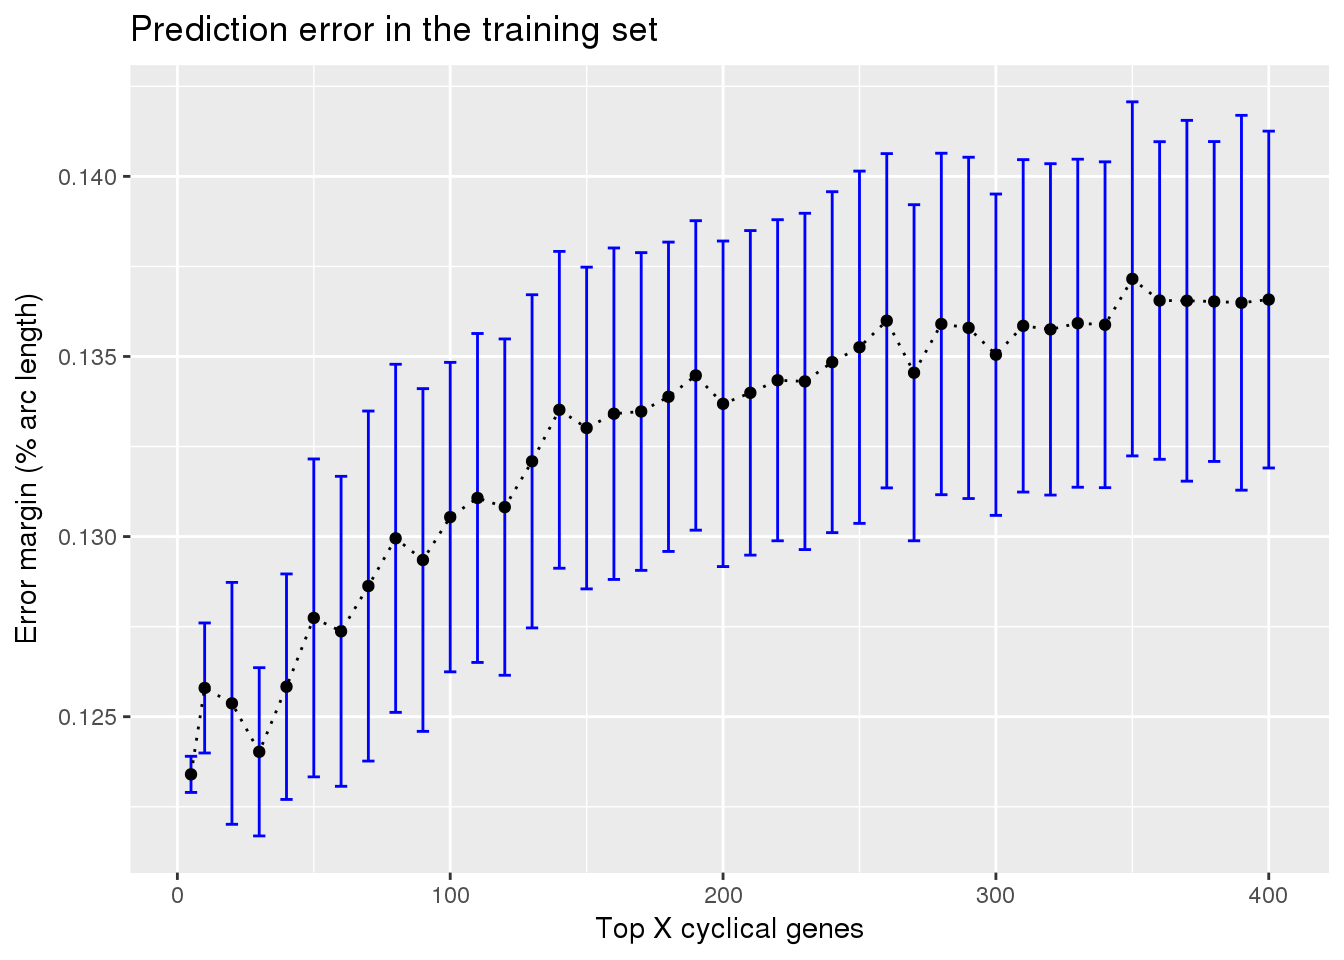 Prediction error in the training set
Error margin (% arc length)
0.140
0.135
0.130
0.125
0 100 200 300 400
Top X cyclical genes